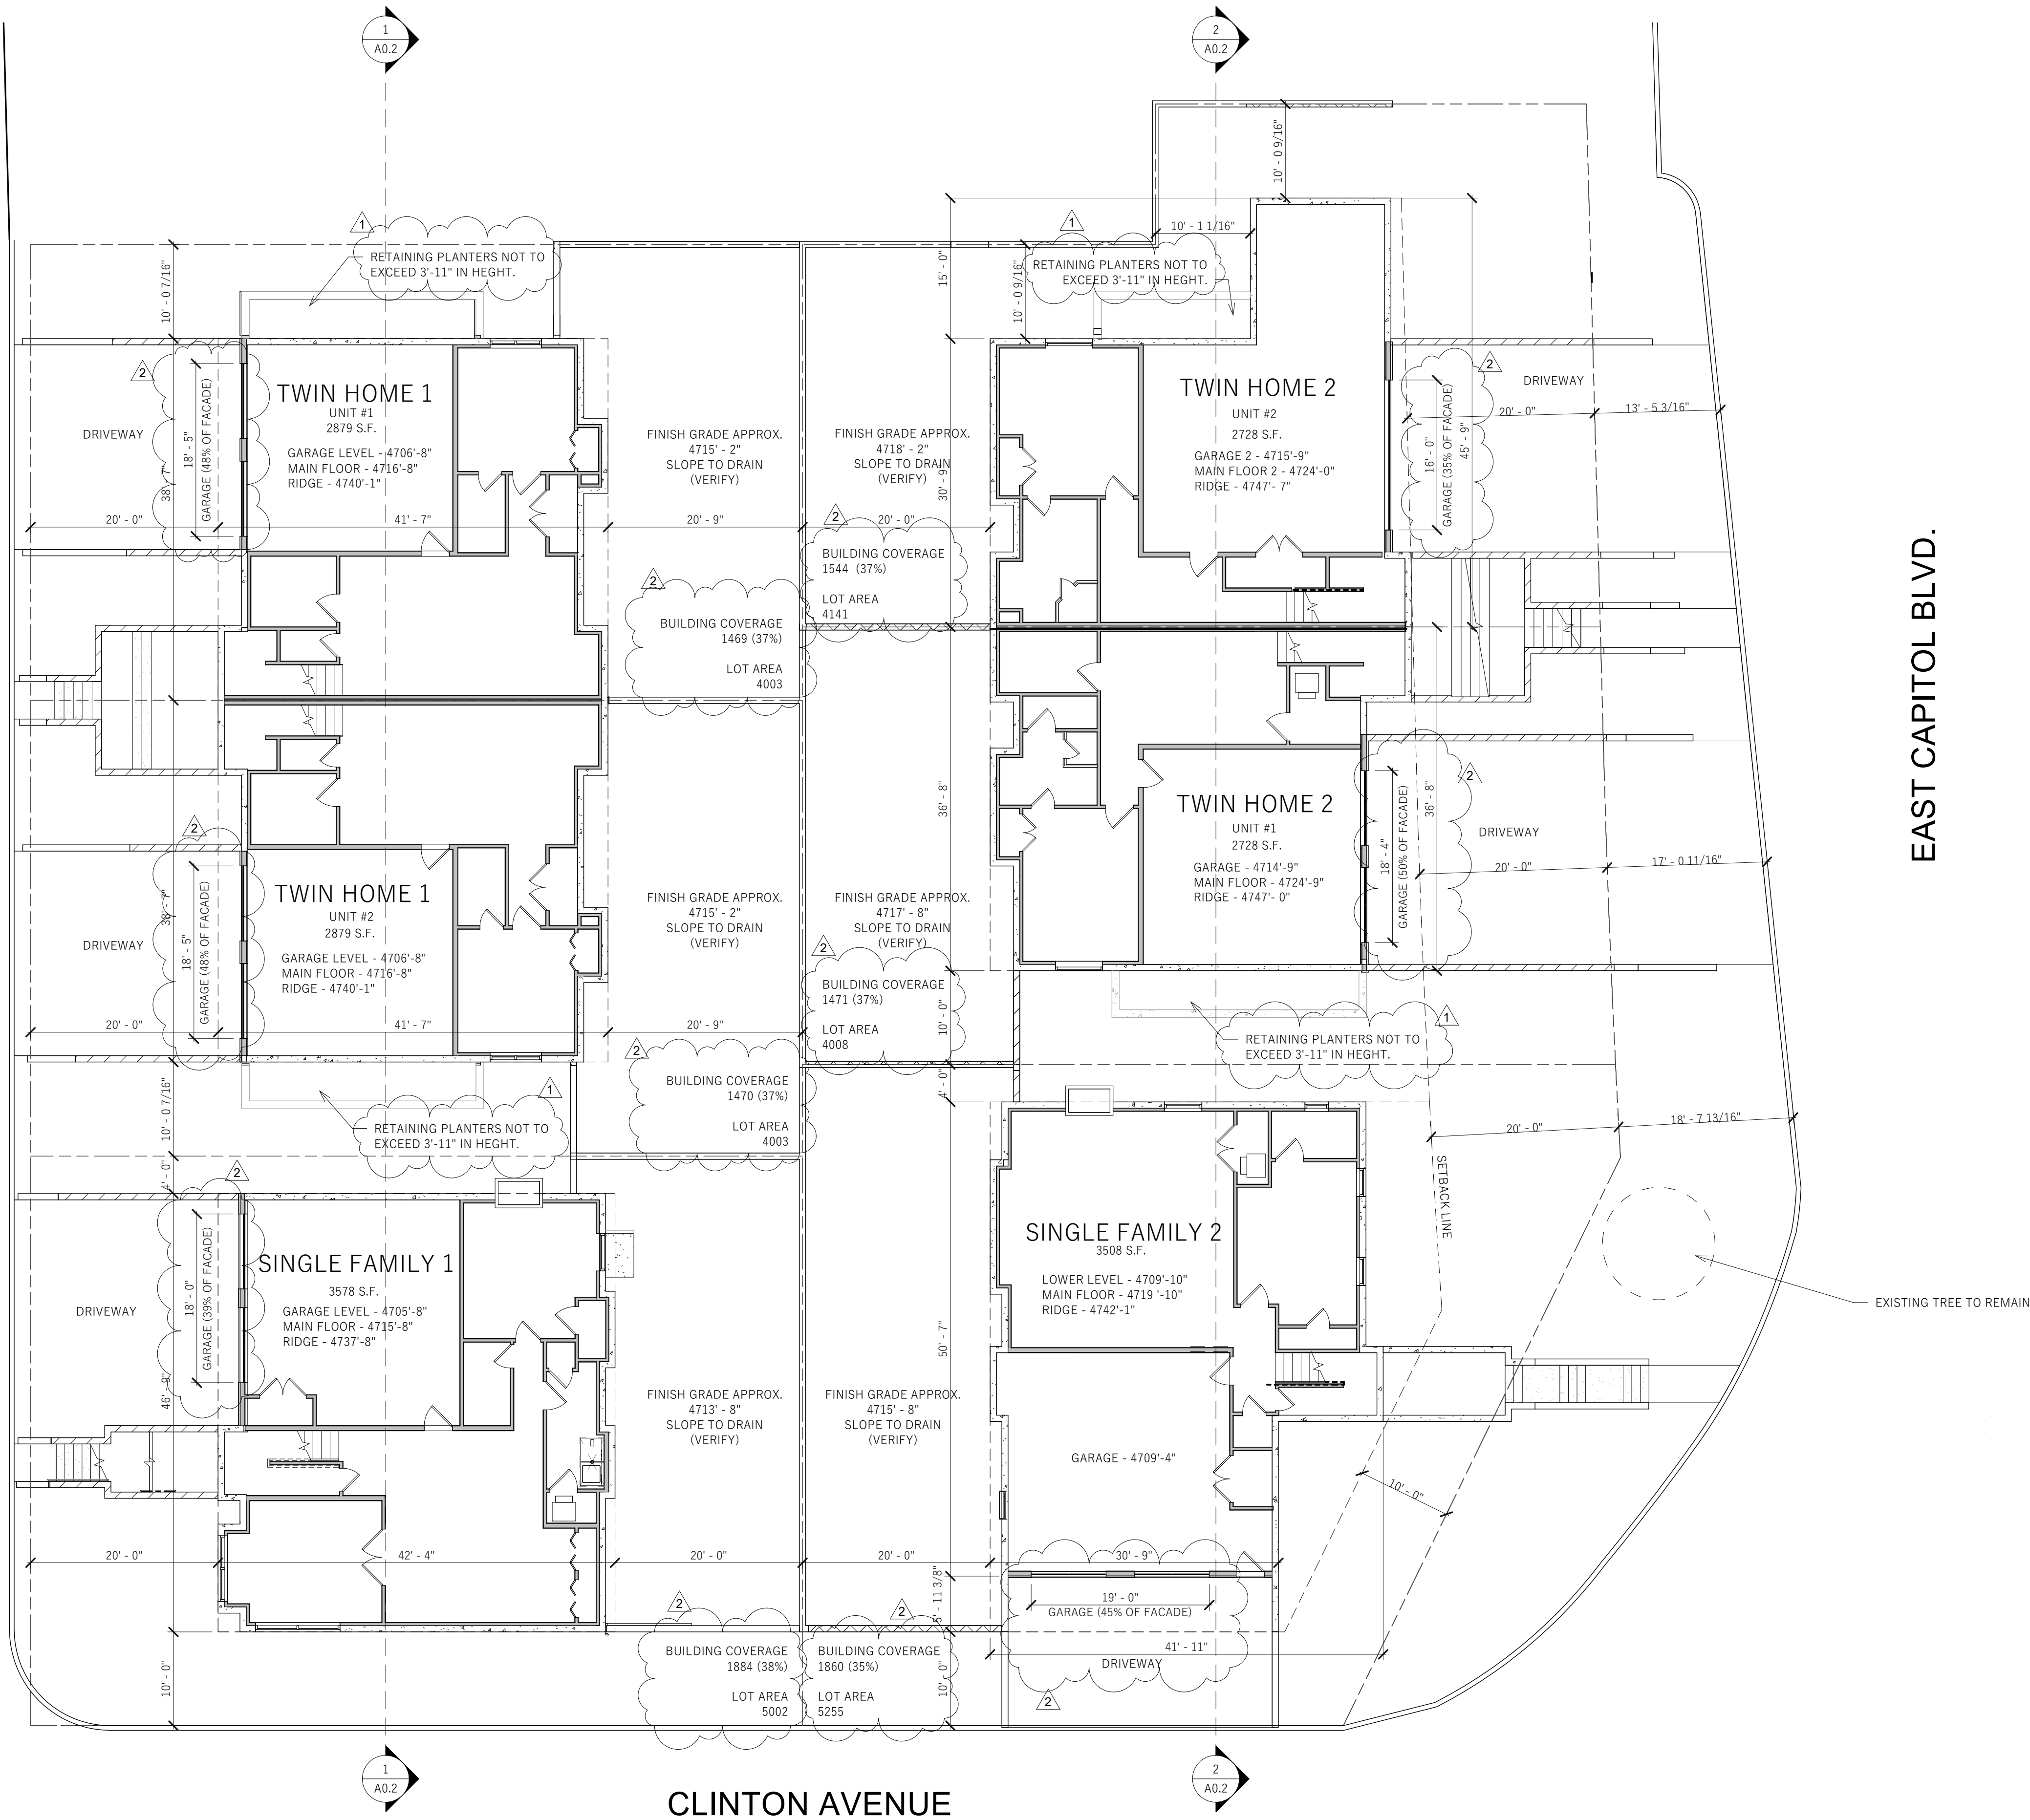 1
A0.2
2
A0.2
10' - 0 9/16"
1
RETAINING PLANTERS NOT TO
EXCEED 3'-11" IN HEGHT.
10' - 0 7/16"
1
RETAINING PLANTERS NOT TO
EXCEED 3'-11" IN HEGHT.
10' - 1 1/16"
15' - 0"
10' - 0 9/16"
2
DRIVEWAY
18' - 5"
GARAGE (48% OF FACADE)
38' - 7"
TWIN HOME 1
UNIT #1
2879 S.F.
GARAGE LEVEL - 4706'-8"
MAIN FLOOR - 4716'-8"
RIDGE - 4740'-1"
20' - 0"
41' - 7"
20' - 9"
20' - 0"
FINISH GRADE APPROX.
4715' - 2"
SLOPE TO DRAIN
(VERIFY)
FINISH GRADE APPROX.
4718' - 2"
SLOPE TO DRAIN
(VERIFY)
30' - 9"
TWIN HOME 2
UNIT #2
2728 S.F.
GARAGE 2 - 4715'-9"
MAIN FLOOR 2 - 4724'-0"
RIDGE - 4747'- 7"
2
DRIVEWAY
20' - 0"
13' - 5 3/16"
16' - 0"
GARAGE (35% OF FACADE)
45' - 9"
2
BUILDING COVERAGE
1544 (37%)
LOT AREA
4141
2
BUILDING COVERAGE
1469 (37%)
LOT AREA
4003
EAST CAPITOL BLVD.
36' - 8"
TWIN HOME 2
UNIT #1
2728 S.F.
GARAGE - 4714'-9"
MAIN FLOOR - 4724'-9"
RIDGE - 4747'- 0"
2
18' - 4"
GARAGE (50% OF FACADE)
36' - 8"
DRIVEWAY
20' - 0"
17' - 0 11/16"
2
DRIVEWAY
18' - 5"
GARAGE (48% OF FACADE)
38' - 7"
TWIN HOME 1
UNIT #2
2879 S.F.
GARAGE LEVEL - 4706'-8"
MAIN FLOOR - 4716'-8"
RIDGE - 4740'-1"
20' - 0"
41' - 7"
20' - 9"
FINISH GRADE APPROX.
4715' - 2"
SLOPE TO DRAIN
(VERIFY)
FINISH GRADE APPROX.
4717' - 8"
SLOPE TO DRAIN
(VERIFY)
2
BUILDING COVERAGE
1471 (37%)
LOT AREA
4008
10' - 0"
1
RETAINING PLANTERS NOT TO
EXCEED 3'-11" IN HEGHT.
2
BUILDING COVERAGE
1470 (37%)
LOT AREA
4003
4' - 0"
10' - 0 7/16"
1
RETAINING PLANTERS NOT TO
EXCEED 3'-11" IN HEGHT.
4' - 0"
2
20' - 0"
18' - 7 13/16"
SETBACK LINE
DRIVEWAY
18' - 0"
GARAGE (39% OF FACADE)
46' - 9"
SINGLE FAMILY 1
3578 S.F.
GARAGE LEVEL - 4705'-8"
MAIN FLOOR - 4715'-8"
RIDGE - 4737'-8"
SINGLE FAMILY 2
3508 S.F.
LOWER LEVEL - 4709'-10"
MAIN FLOOR - 4719 '-10"
RIDGE - 4742'-1"
EXISTING TREE TO REMAIN
50' - 7"
FINISH GRADE APPROX.
4713' - 8"
SLOPE TO DRAIN
(VERIFY)
FINISH GRADE APPROX.
4715' - 8"
SLOPE TO DRAIN
(VERIFY)
GARAGE - 4709'-4"
10' - 0"
20' - 0"
42' - 4"
20' - 0"
20' - 0"
30' - 9"
5' - 11 3/8"
19' - 0"
GARAGE (45% OF FACADE)
41' - 11"
DRIVEWAY
2
10' - 0"
2
BUILDING COVERAGE
1884 (38%)
LOT AREA
5002
2
BUILDING COVERAGE
1860 (35%)
LOT AREA
5255
10' - 0"
1
A0.2
2
A0.2
CLINTON AVENUE